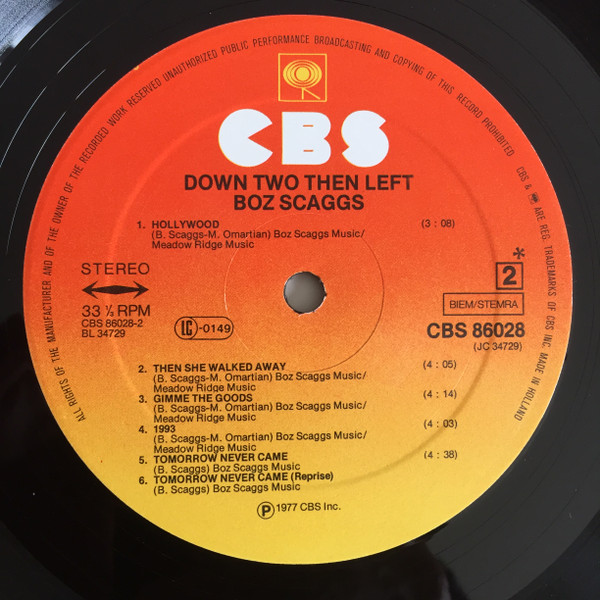 ALL RIGHTS OF THE MANUFACTURER AND OF THE OWNER OF THE RECORDED WORK RESERVED UNAUTHORIZED PUBLIC PERFORMANCE BROADCASTING AND COPYING OF THIS RECORD PROHIBITED
CBS & ARE REG. TRADEMARKS OF CBS INC. MADE IN HOLLAND
CBS
DOWN TWO THEN LEFT
BOZ SCAGGS
1. HOLLYWOOD (3 : 08)
(B. Scaggs-M. Omartian) Boz Scaggs Music/
Meadow Ridge Music
STEREO
33 ⅓ RPM
CBS 86028-2
BL 34729
LC -0149
*
2
BIEM/STEMRA
CBS 86028
(JC 34729)
2. THEN SHE WALKED AWAY (4 : 05)
(B. Scaggs-M. Omartian) Boz Scaggs Music/
Meadow Ridge Music
3. GIMME THE GOODS (4 : 14)
(B. Scaggs-M. Omartian) Boz Scaggs Music/
Meadow Ridge Music
4. 1993 (4 : 03)
(B. Scaggs-M. Omartian) Boz Scaggs Music/
Meadow Ridge Music
5. TOMORROW NEVER CAME (4 : 38)
(B. Scaggs) Boz Scaggs Music
6. TOMORROW NEVER CAME (Reprise)
(B. Scaggs) Boz Scaggs Music
℗ 1977 CBS Inc.